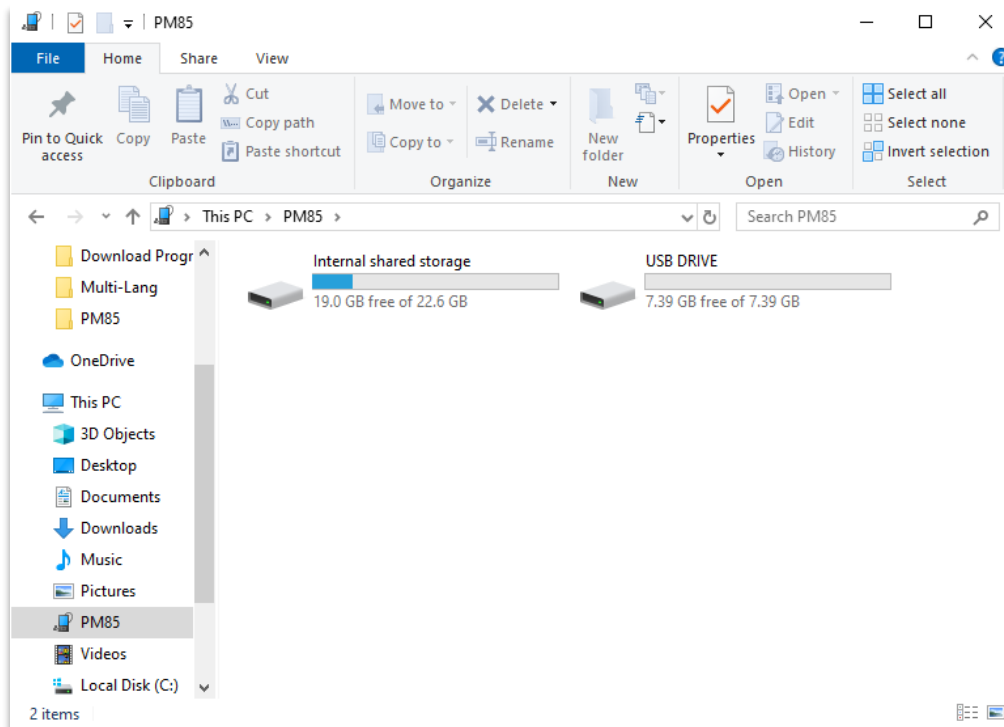 PM85
File Home Share View
Pin to Quick access
Copy
Paste
Cut
Copy path
Paste shortcut
Clipboard
Move to
Copy to
Delete
Rename
Organize
New folder
New
Properties
Open
Edit
History
Open
Select all
Select none
Invert selection
Select
This PC > PM85 >
Search PM85
Download Progr
Multi-Lang
PM85
OneDrive
This PC
3D Objects
Desktop
Documents
Downloads
Music
Pictures
PM85
Videos
Local Disk (C:)
Internal shared storage
19.0 GB free of 22.6 GB
USB DRIVE
7.39 GB free of 7.39 GB
2 items